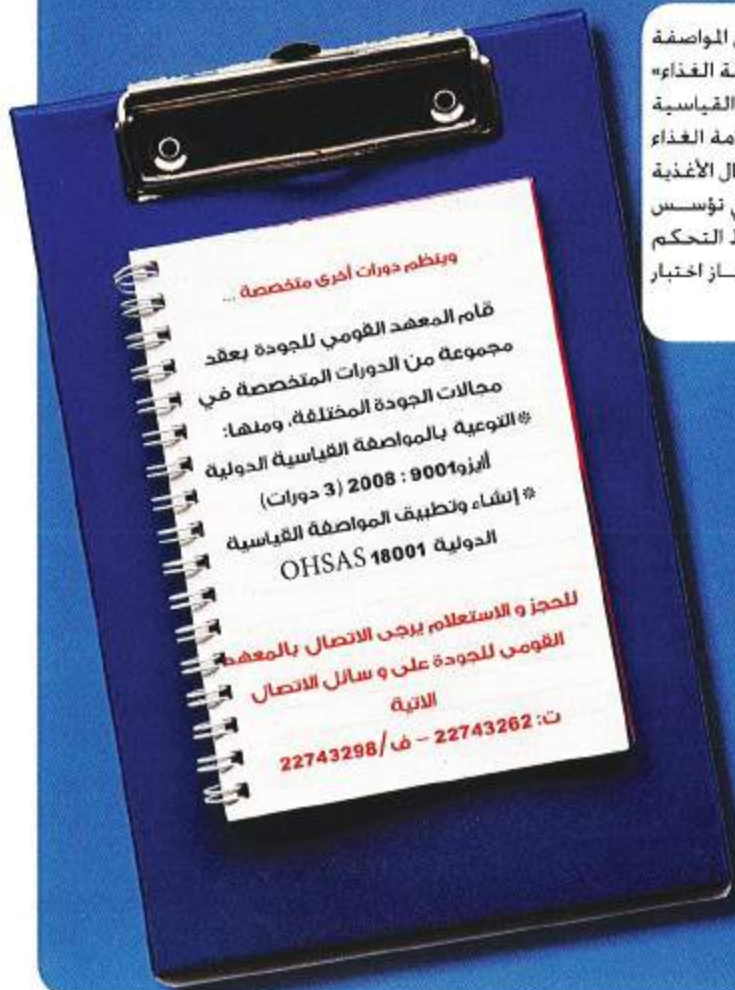 المواصفة
الغذاء»
القياسية
الغذاء
الأغذية
تؤسس
التحكم
اختبار
وينظم دورات أخرى متخصصة ...
قام المعهد القومي للجودة بعقد
مجموعة من الدورات المتخصصة في
مجالات الجودة المختلفة، ومنها:
* التوعية بالمواصفة القياسية الدولية
أأيزو9001 : 2008 (3 دورات)
* إنشاء وتطبيق المواصفة القياسية
الدولية OHSAS 18001
للحجز و الاستعلام يرجى الاتصال بالمعهد
القومى للجودة على و سائل الاتصال
الاتية
ت: 22743262 – ف/22743298